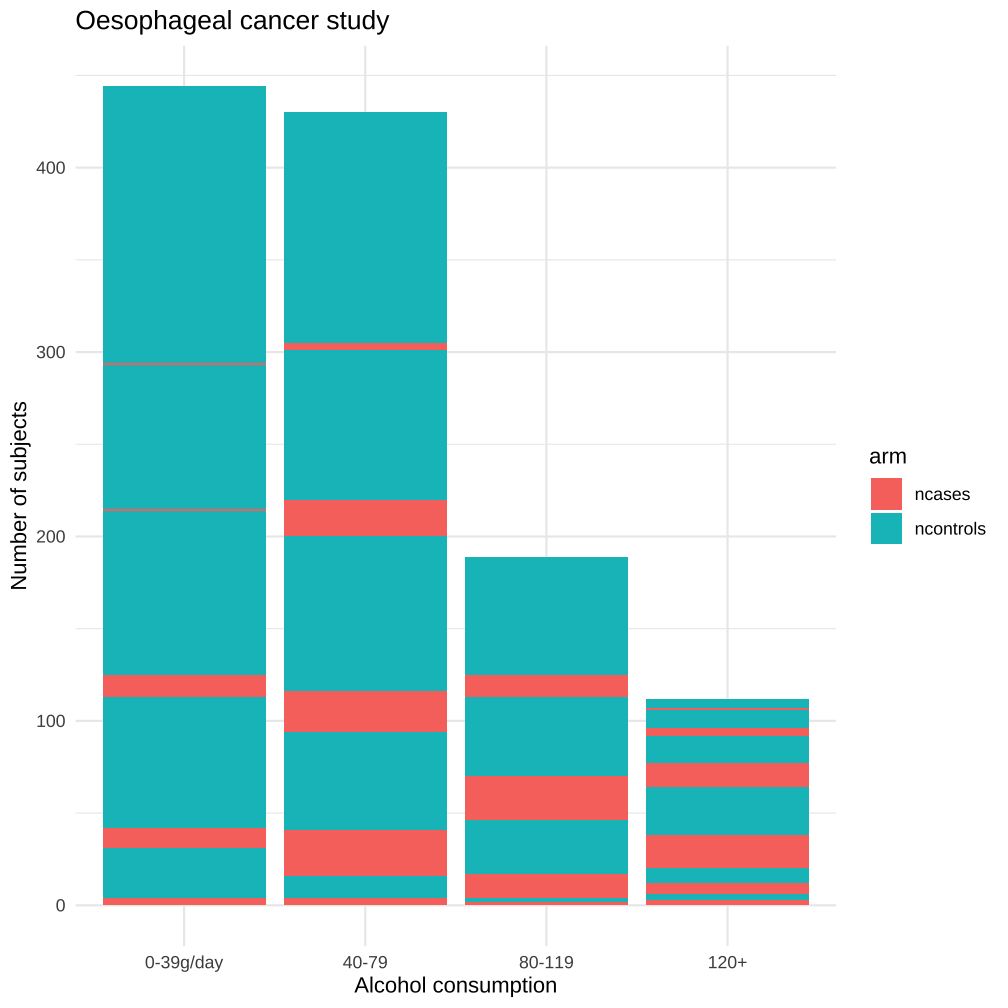 Oesophageal cancer study
Number of subjects
400
300
200
100
0
0-39g/day
40-79
80-119
120+
Alcohol consumption
arm
ncases
ncontrols